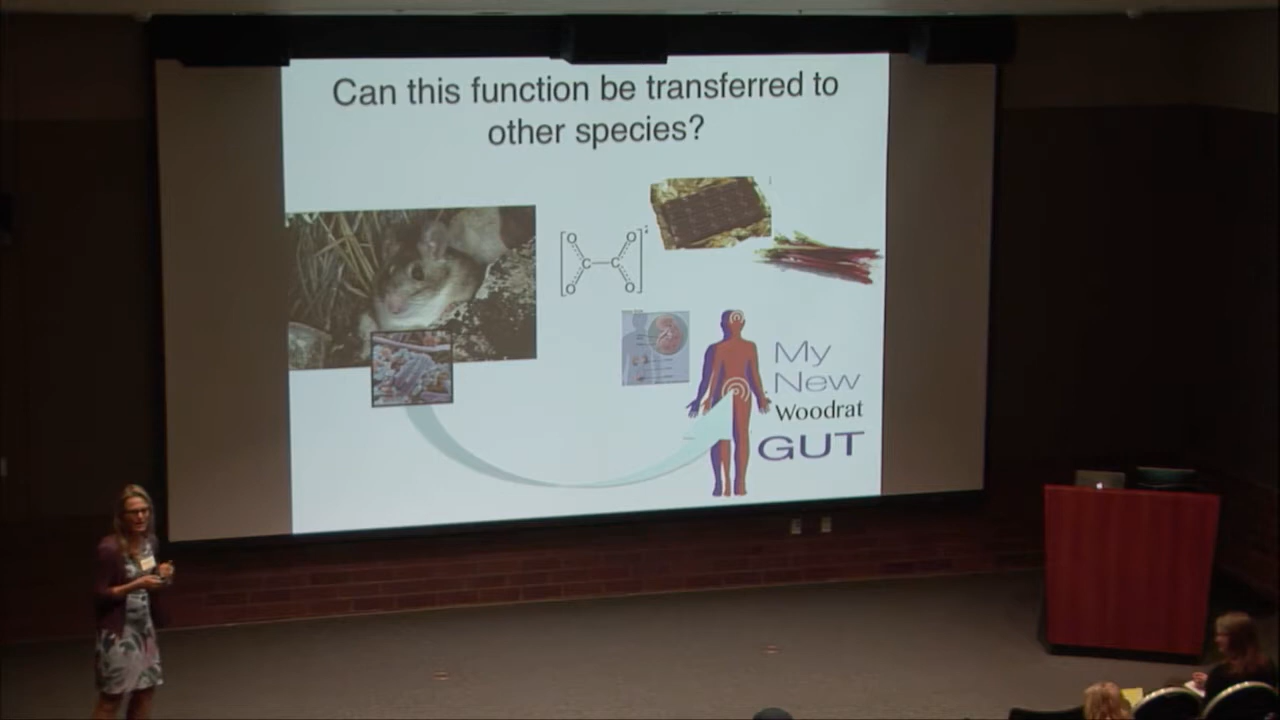 Can this function be transferred to
other species?
O O
C C
O O
My
New
Woodrat
GUT